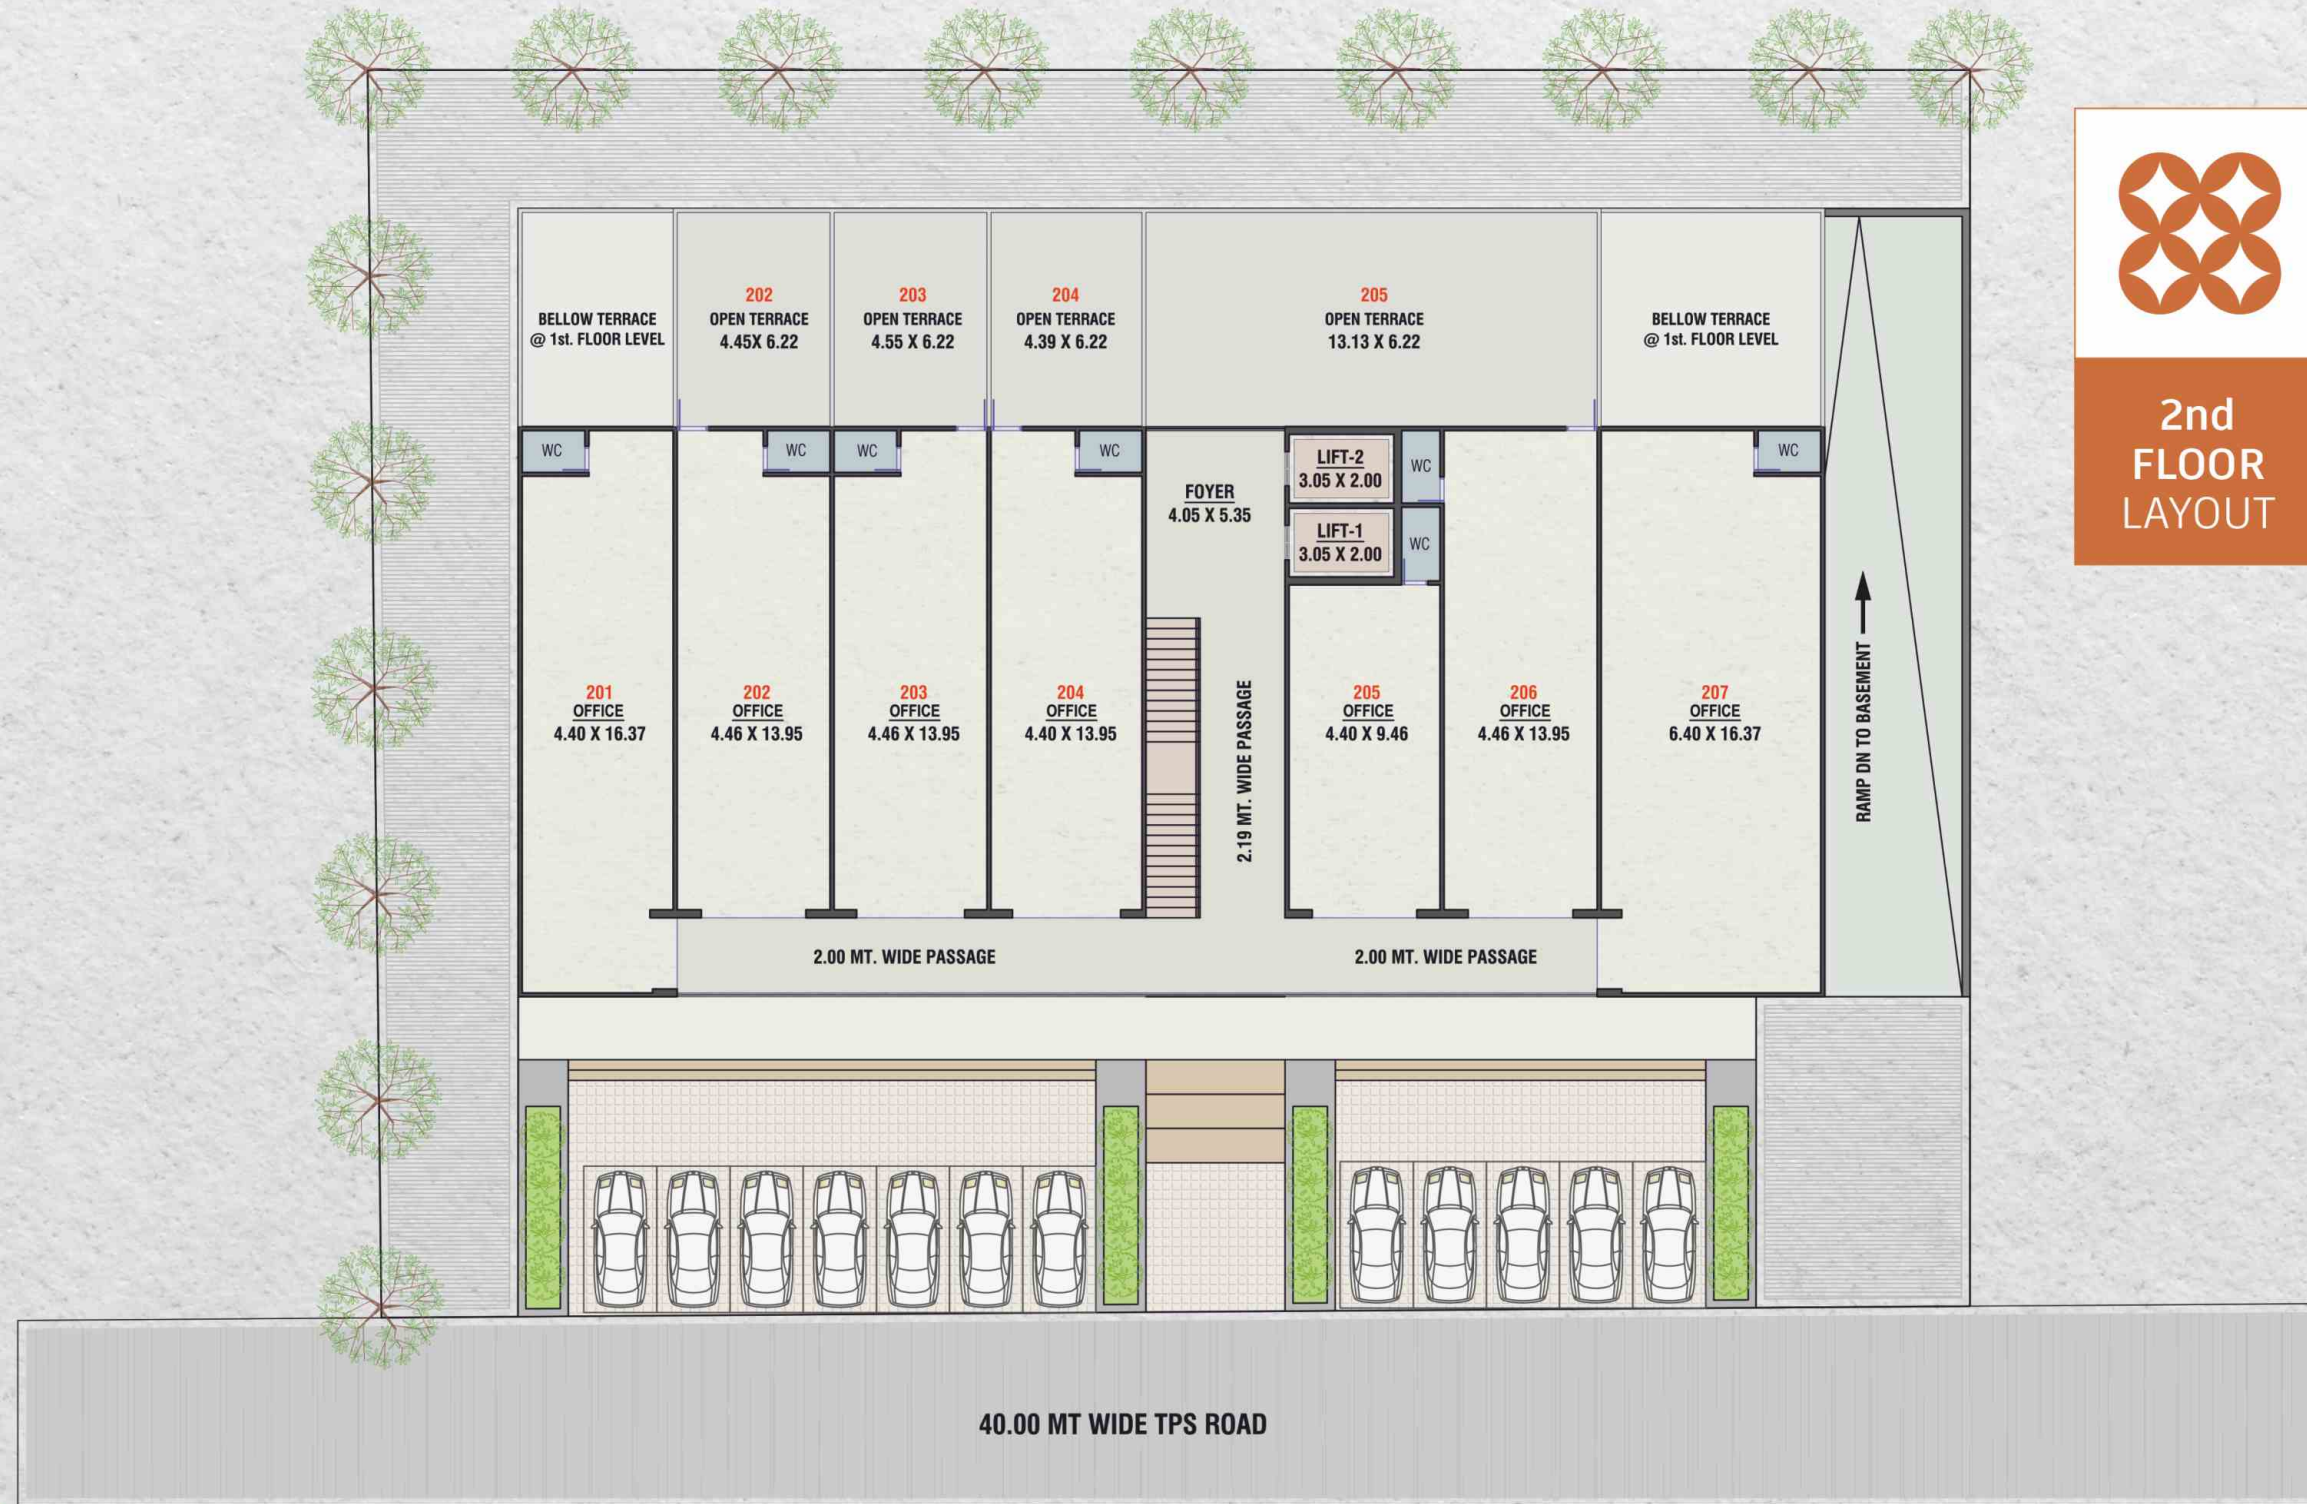 2nd
FLOOR
LAYOUT
BELLOW TERRACE
@ 1st. FLOOR LEVEL
202
OPEN TERRACE
4.45X 6.22
203
OPEN TERRACE
4.55 X 6.22
204
OPEN TERRACE
4.39 X 6.22
205
OPEN TERRACE
13.13 X 6.22
BELLOW TERRACE
@ 1st. FLOOR LEVEL
WC
WC
WC
WC
FOYER
4.05 X 5.35
LIFT-2
3.05 X 2.00
WC
LIFT-1
3.05 X 2.00
WC
WC
201
OFFICE
4.40 X 16.37
202
OFFICE
4.46 X 13.95
203
OFFICE
4.46 X 13.95
204
OFFICE
4.40 X 13.95
2.19 MT. WIDE PASSAGE
205
OFFICE
4.40 X 9.46
206
OFFICE
4.46 X 13.95
207
OFFICE
6.40 X 16.37
RAMP DN TO BASEMENT
2.00 MT. WIDE PASSAGE
2.00 MT. WIDE PASSAGE
40.00 MT WIDE TPS ROAD